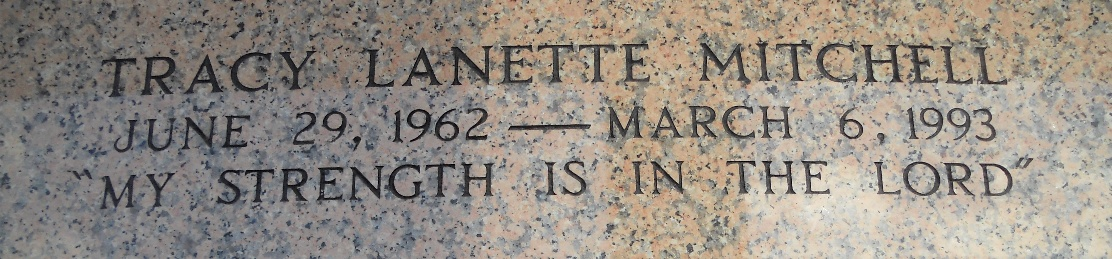 TRACY LANETTE MITCHELL
JUNE 29, 1962 — MARCH 6, 1993
“MY STRENGTH IS IN THE LORD”